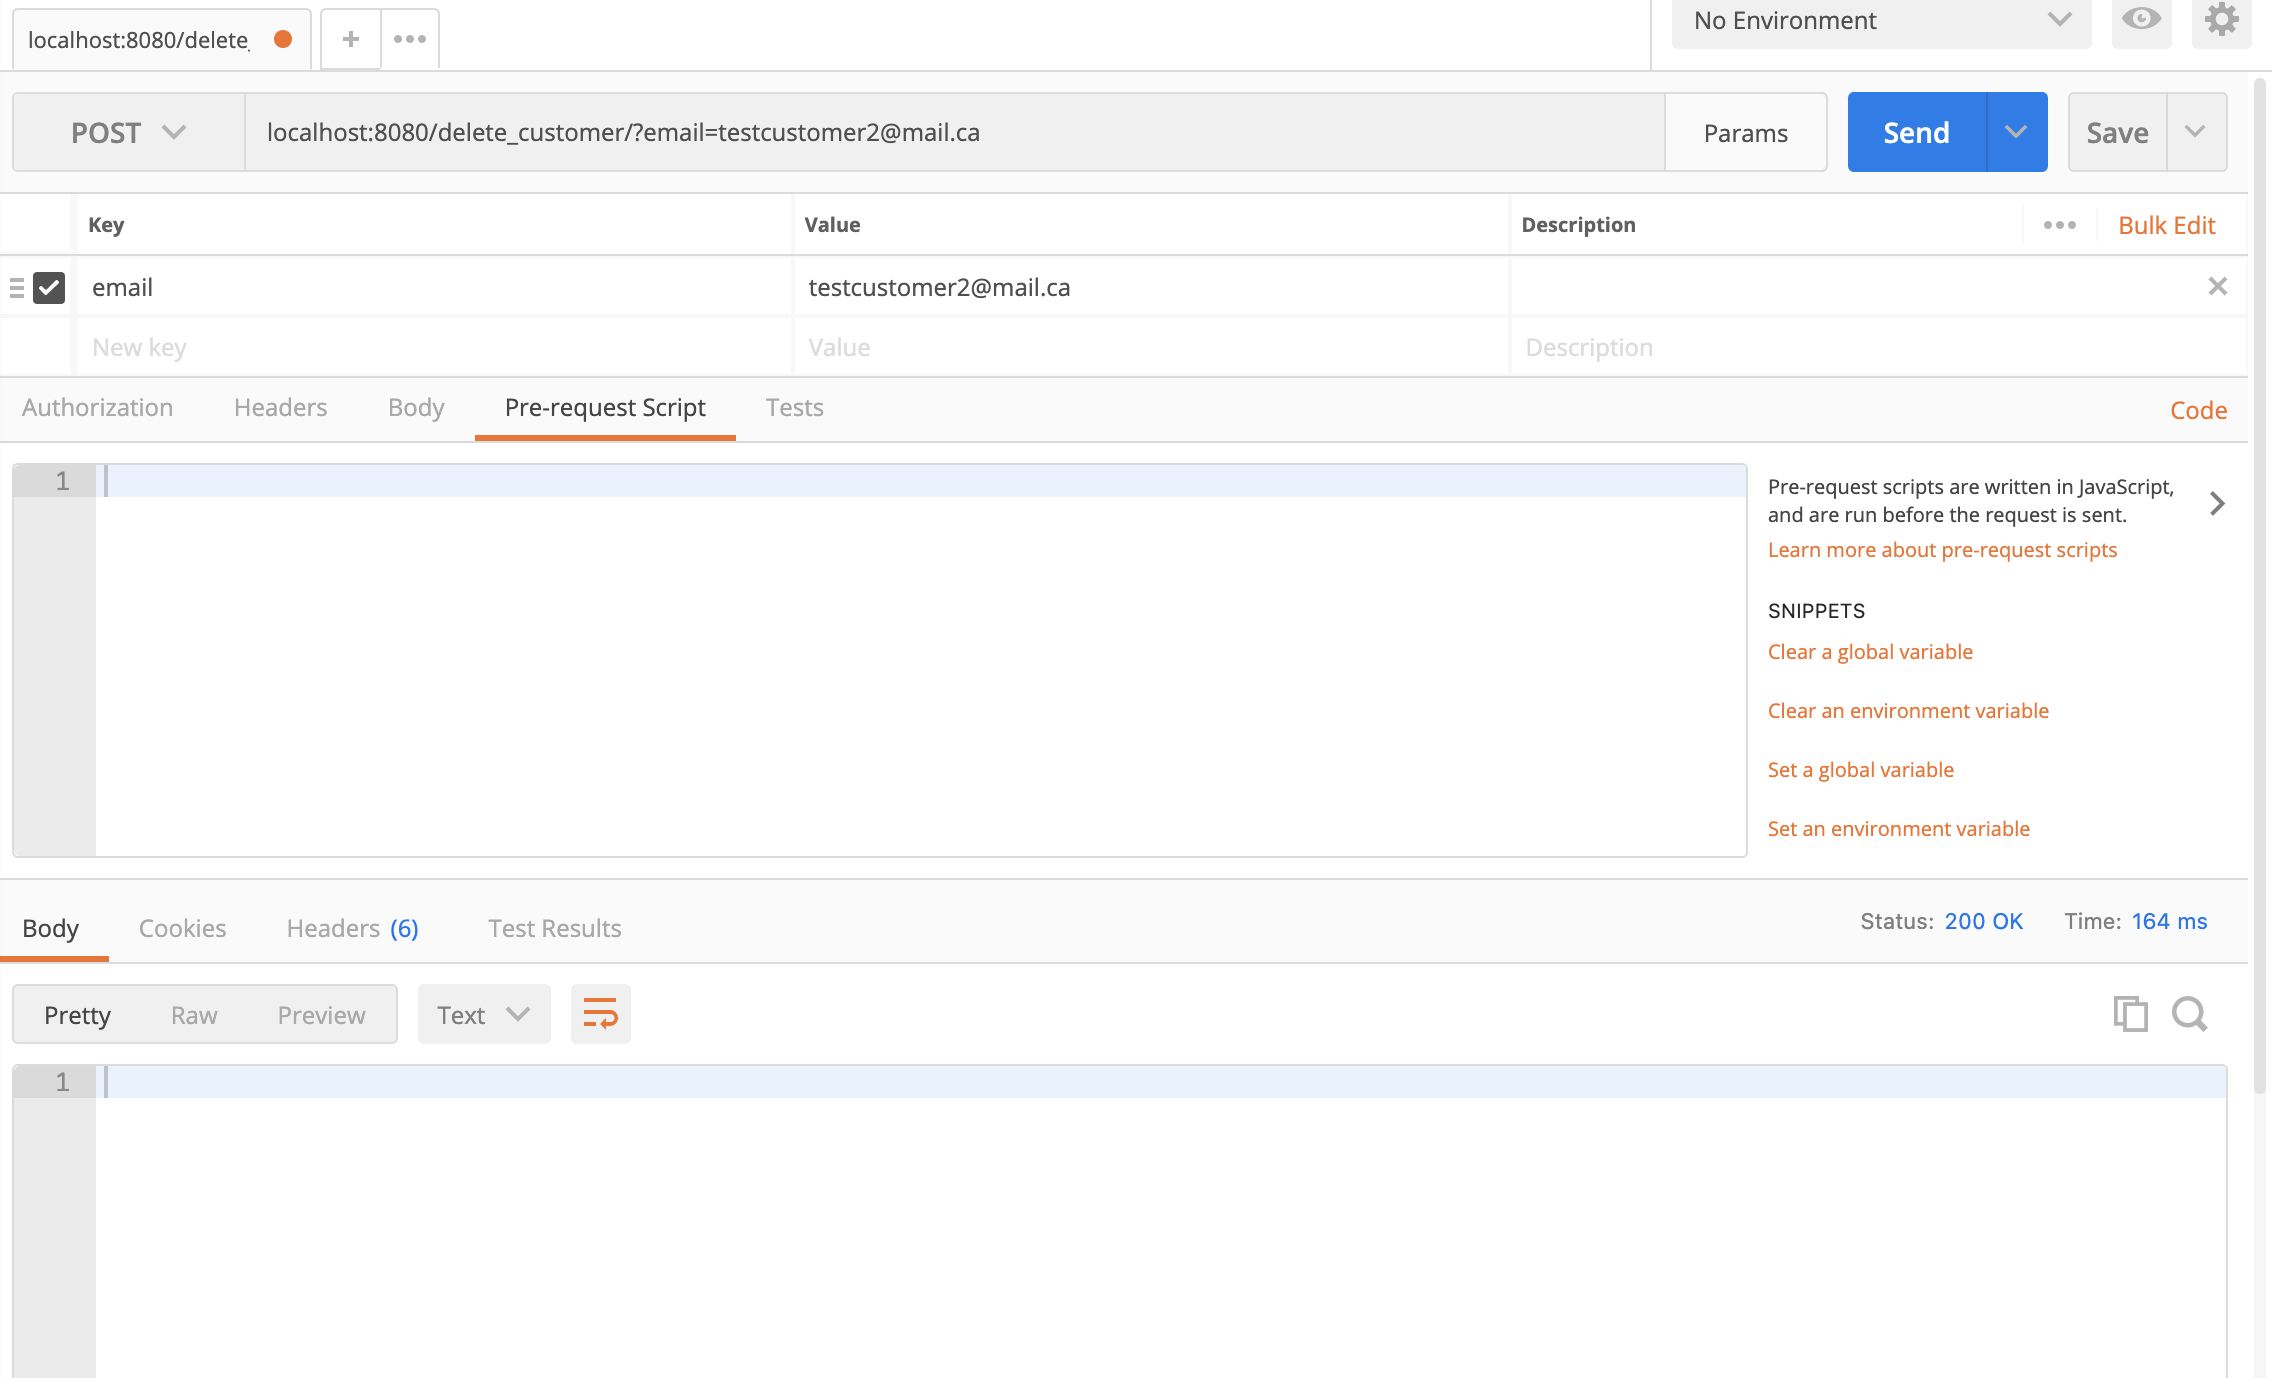 localhost:8080/delete_
No Environment
POST
localhost:8080/delete_customer/?email=testcustomer2@mail.ca
Params
Send
Save
Key Value Description Bulk Edit
email testcustomer2@mail.ca
New key Value Description
Authorization Headers Body Pre-request Script Tests Code
1
Pre-request scripts are written in JavaScript,
and are run before the request is sent.
Learn more about pre-request scripts
SNIPPETS
Clear a global variable
Clear an environment variable
Set a global variable
Set an environment variable
Body Cookies Headers (6) Test Results Status: 200 OK Time: 164 ms
Pretty Raw Preview Text
1